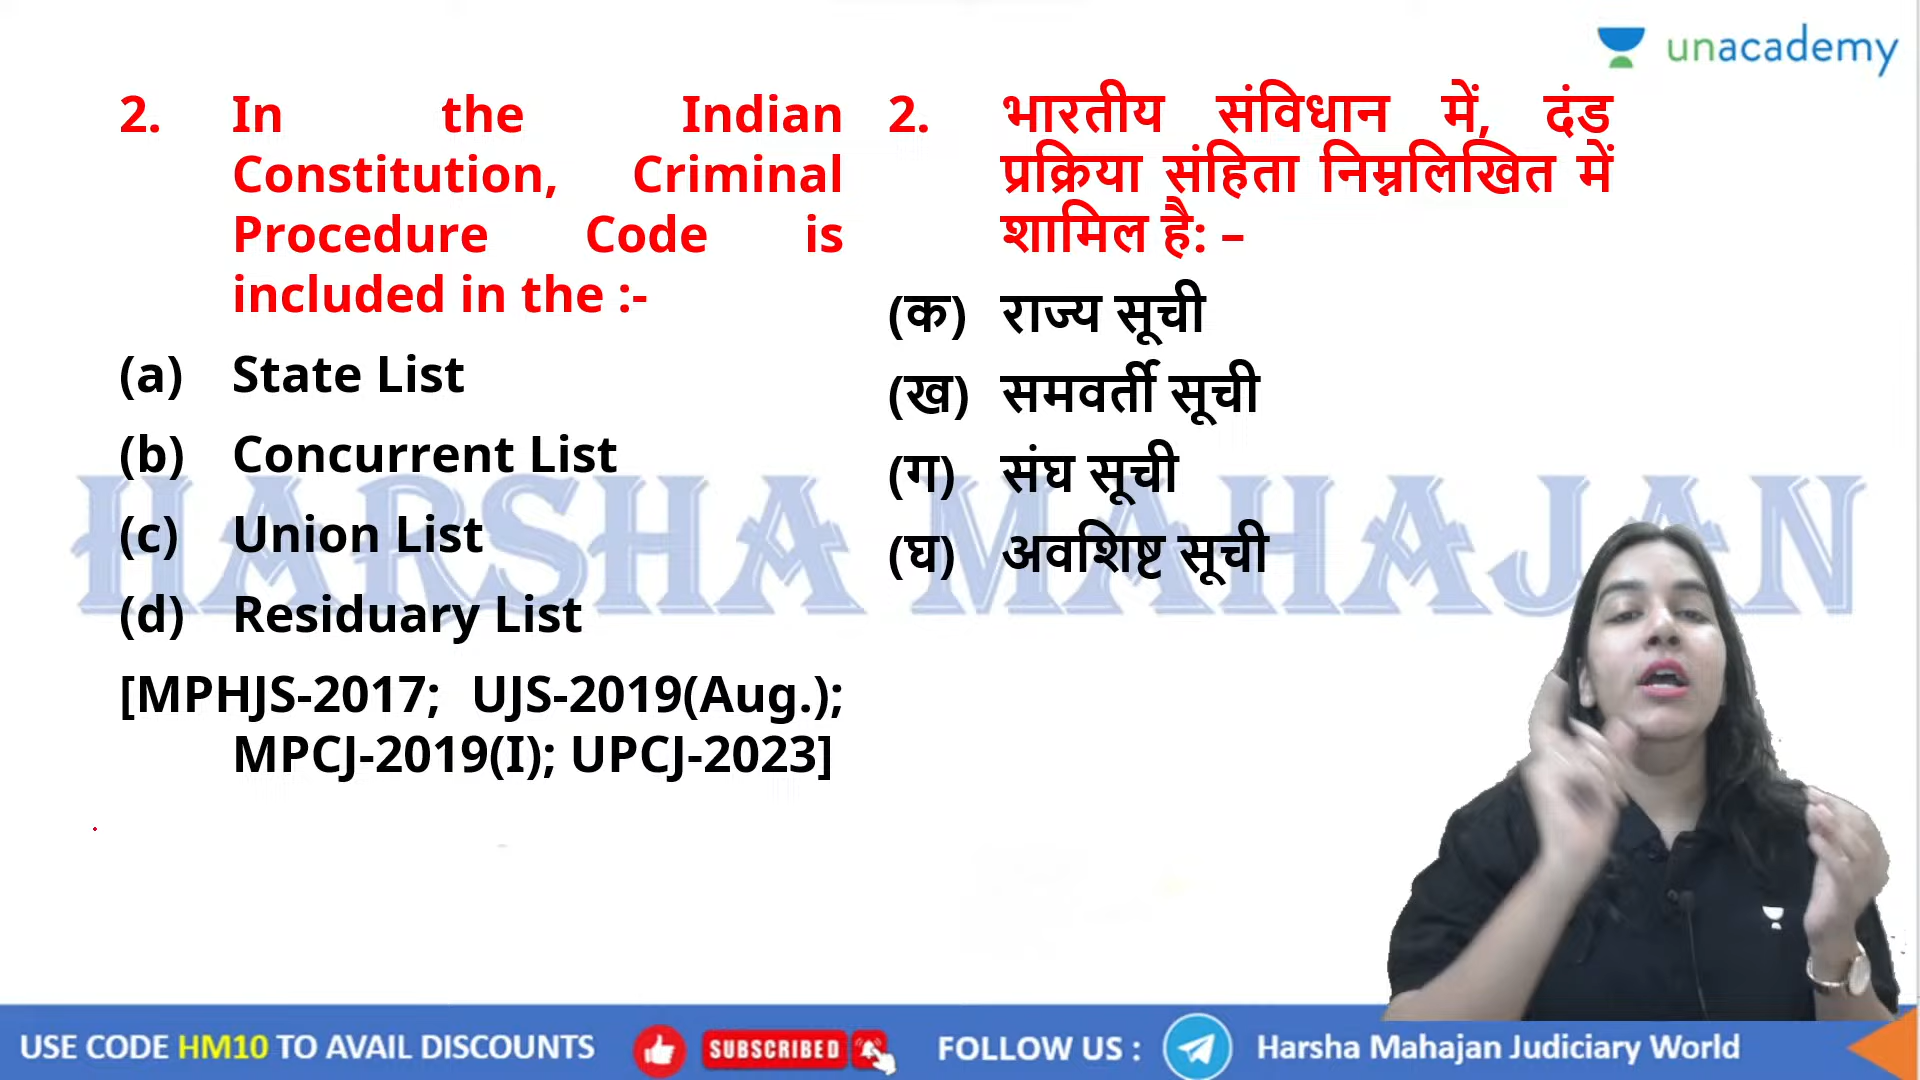 unacademy
2. In the Indian
Constitution, Criminal
Procedure Code is
included in the :-
(a) State List
(b) Concurrent List
(c) Union List
(d) Residuary List
[MPHJS-2017; UJS-2019(Aug.);
MPCJ-2019(I); UPCJ-2023]
2. भारतीय संविधान में, दंड
प्रक्रिया संहिता निम्नलिखित में
शामिल है: –
(क) राज्य सूची
(ख) समवर्ती सूची
(ग) संघ सूची
(घ) अवशिष्ट सूची
HARSHA MAHAJAN
USE CODE HM10 TO AVAIL DISCOUNTS
SUBSCRIBED
FOLLOW US :
Harsha Mahajan Judiciary World